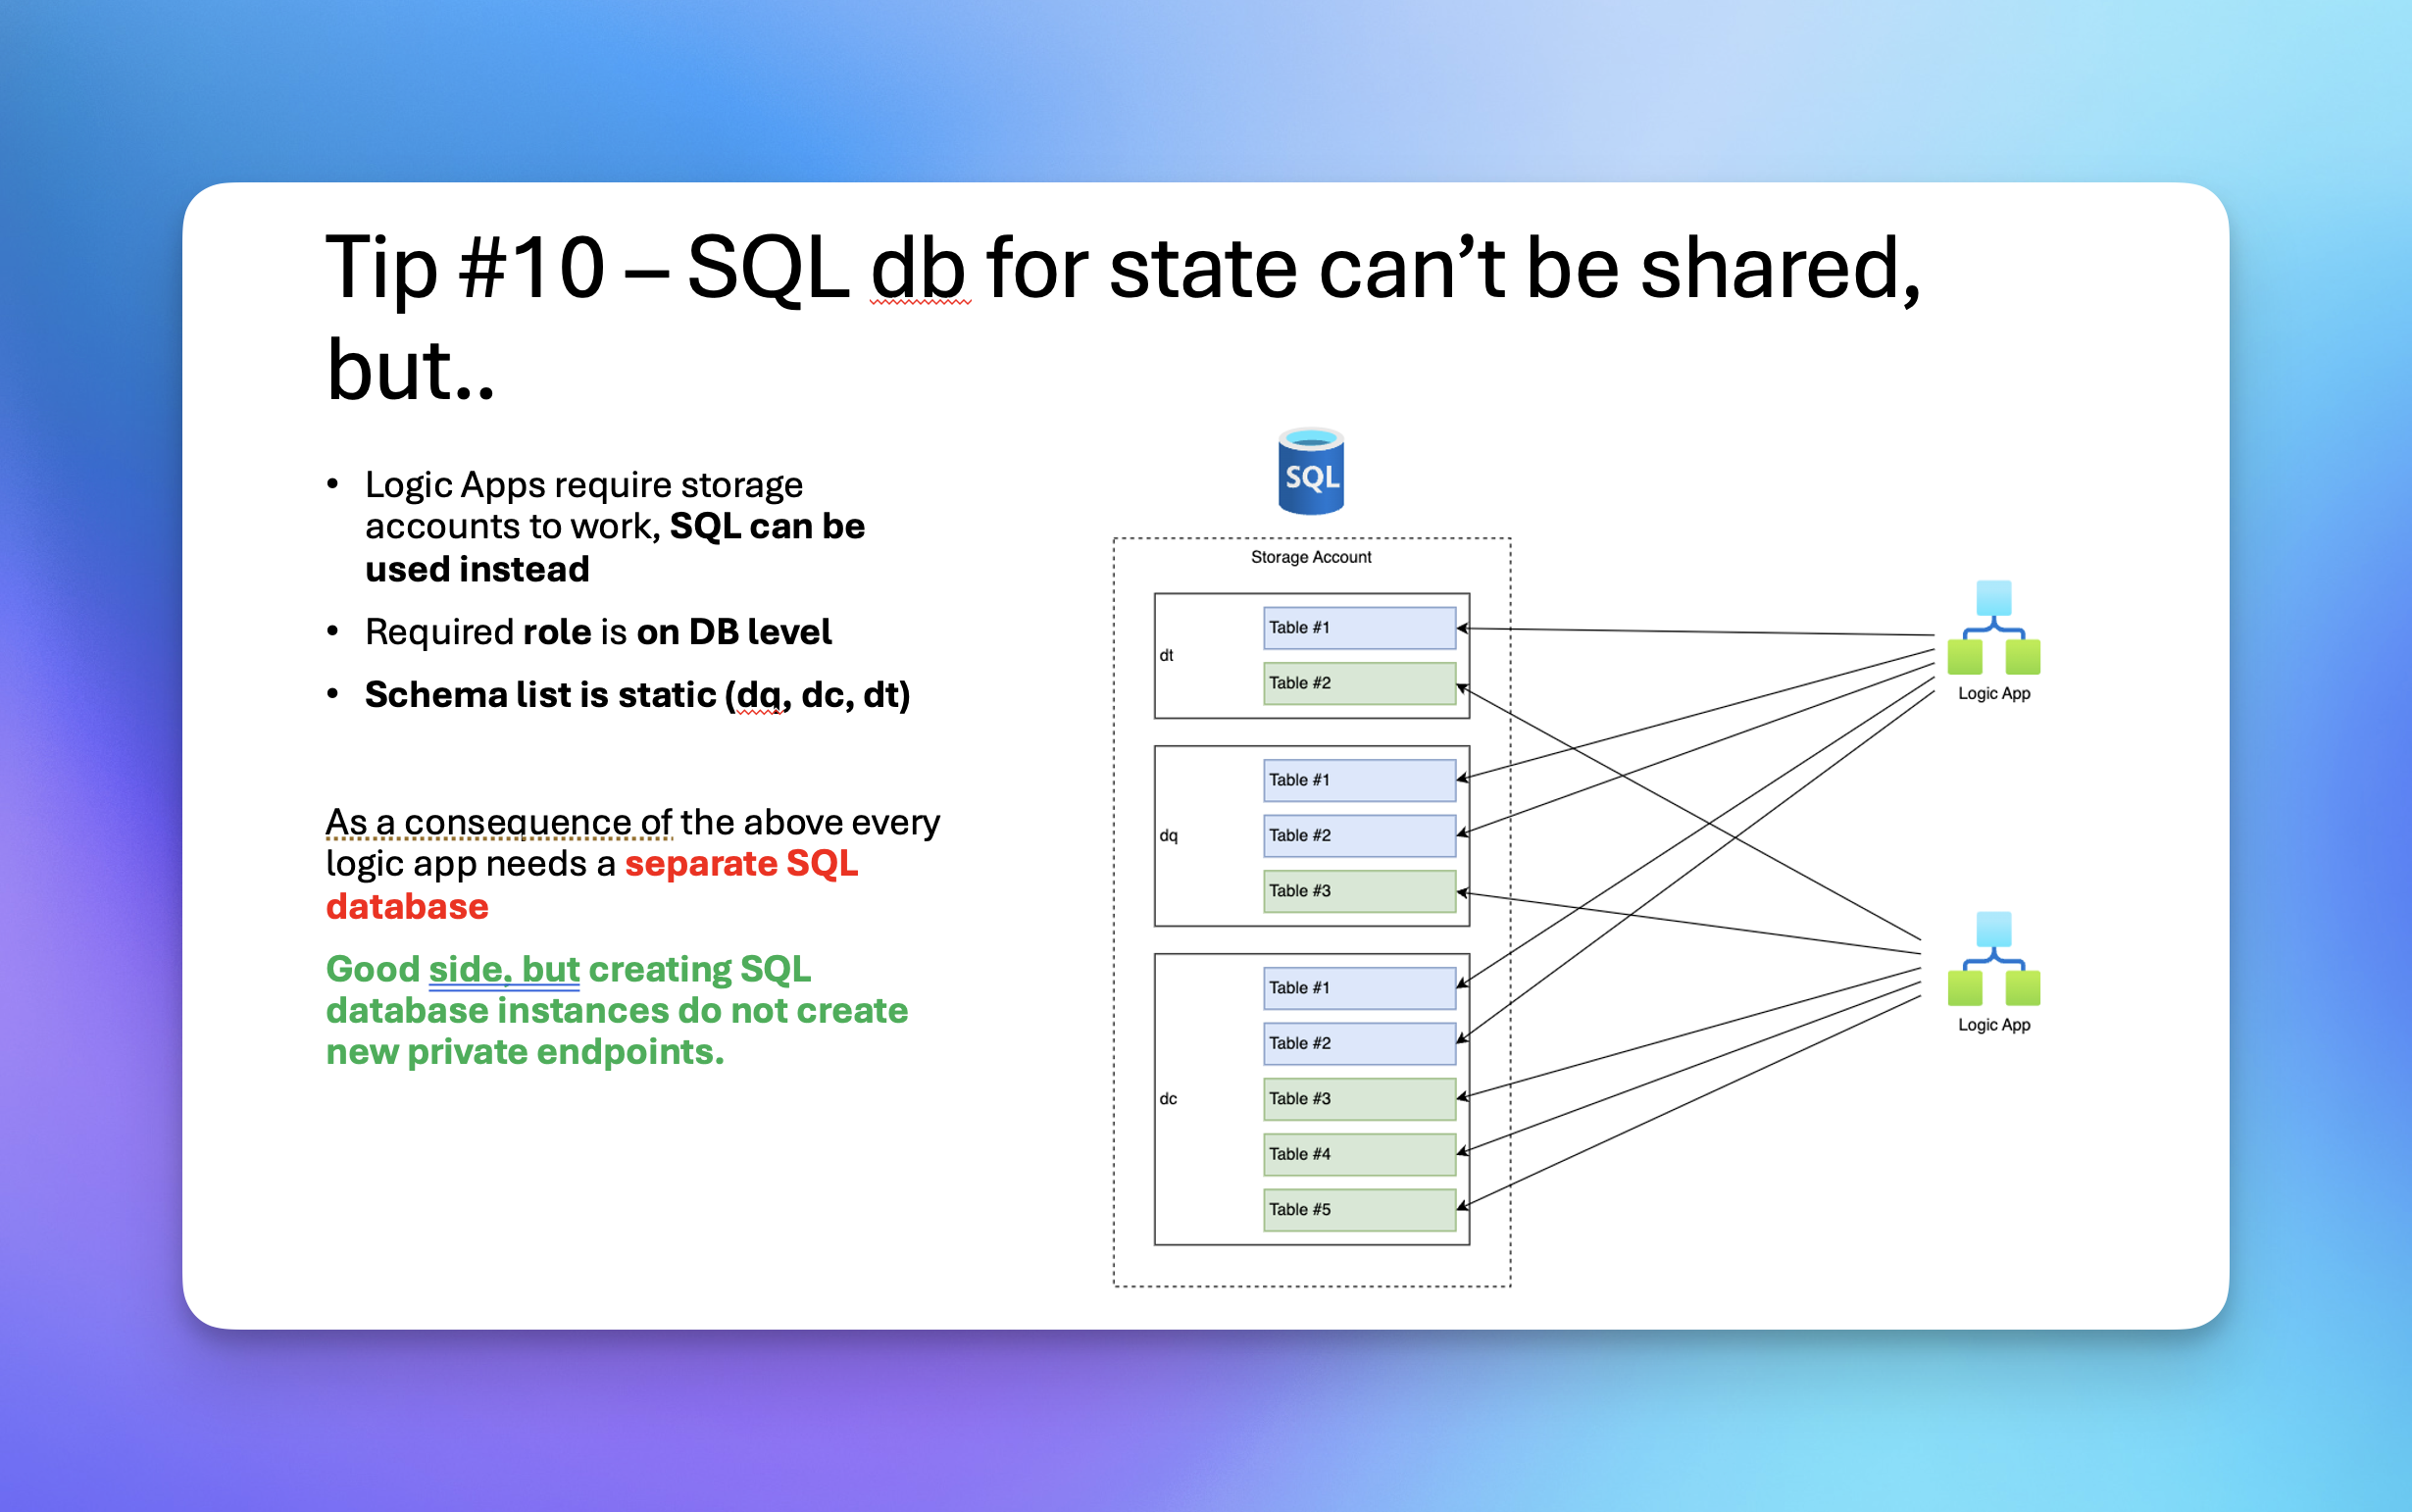 Tip #10 – SQL db for state can’t be shared,
but..
• Logic Apps require storage
accounts to work, SQL can be
used instead
• Required role is on DB level
• Schema list is static (dq, dc, dt)
As a consequence of the above every
logic app needs a separate SQL
database
Good side, but creating SQL
database instances do not create
new private endpoints.
SQL
Storage Account
dt
Table #1
Table #2
dq
Table #1
Table #2
Table #3
dc
Table #1
Table #2
Table #3
Table #4
Table #5
Logic App
Logic App